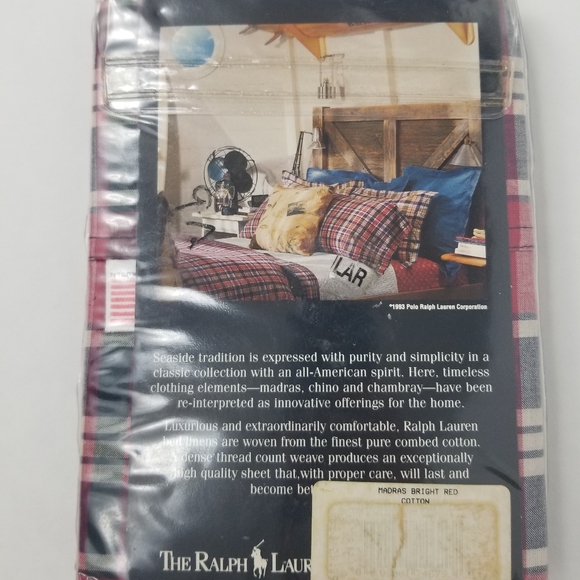 LAR
*1993 Polo Ralph Lauren Corporation
Seaside tradition is expressed with purity and simplicity in a
classic collection with an all-American spirit. Here, timeless
clothing elements—madras, chino and chambray—have been
re-interpreted as innovative offerings for the home.
Luxurious and extraordinarily comfortable, Ralph Lauren
bed linens are woven from the finest pure combed cotton.
A dense thread count weave produces an exceptionally
high quality sheet that, with proper care, will last and
become bet
MADRAS BRIGHT RED
COTTON
THE RALPH LAUR